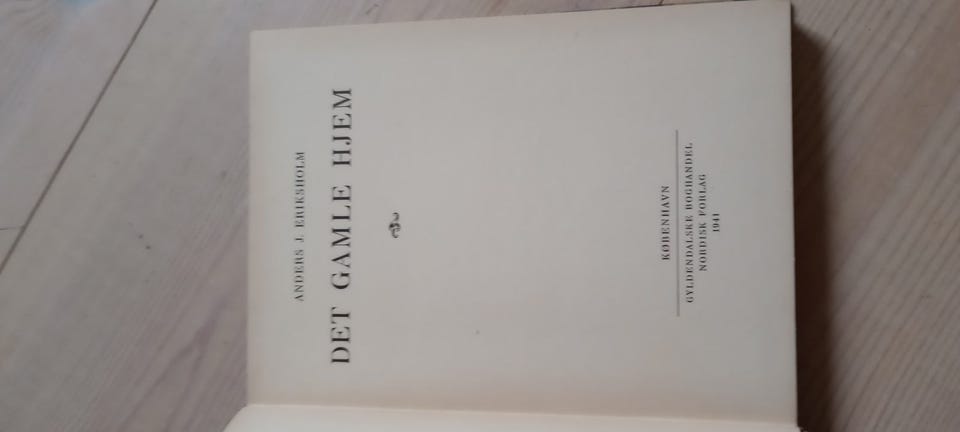 ANDERS J. ERIKSHOLM
DET GAMLE HJEM
KØBENHAVN
GYLDENDALSKE BOGHANDEL
NORDISK FORLAG
1941